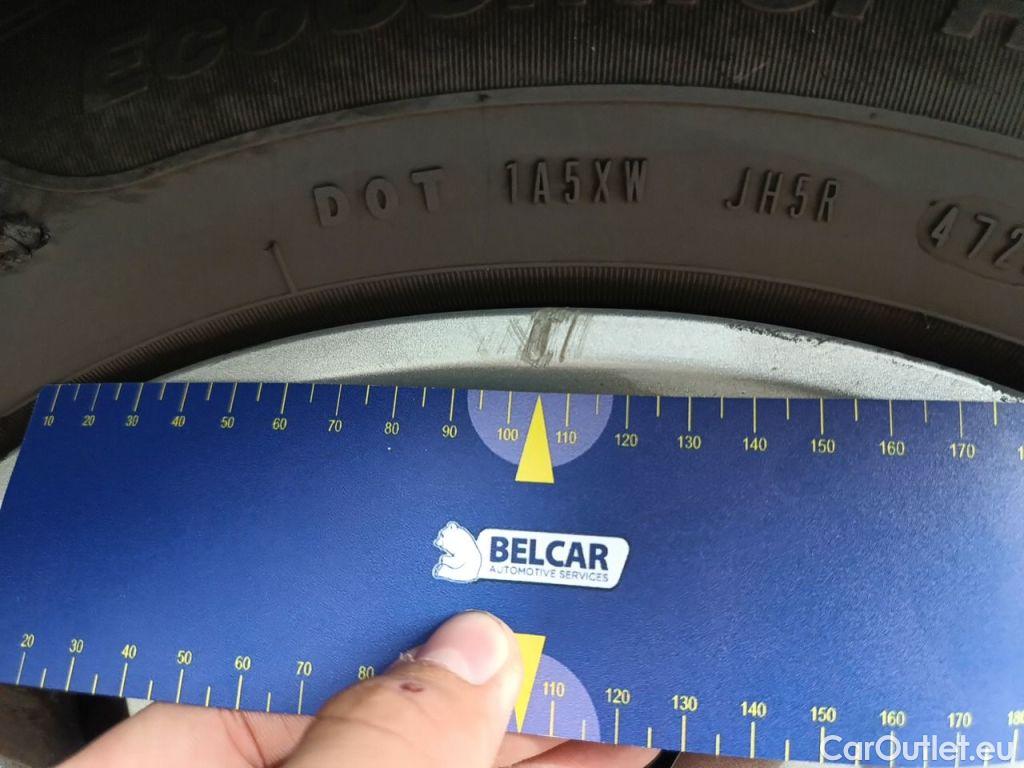 ECOCONTROL
DOT 1A5XW JH5R 472
10 20 30 40 50 60 70 80 90 100 110 120 130 140 150 160 170
BELCAR
AUTOMOTIVE SERVICES
20 30 40 50 60 70 80 110 120 130 140 150 160 170 180
CarOutlet.eu